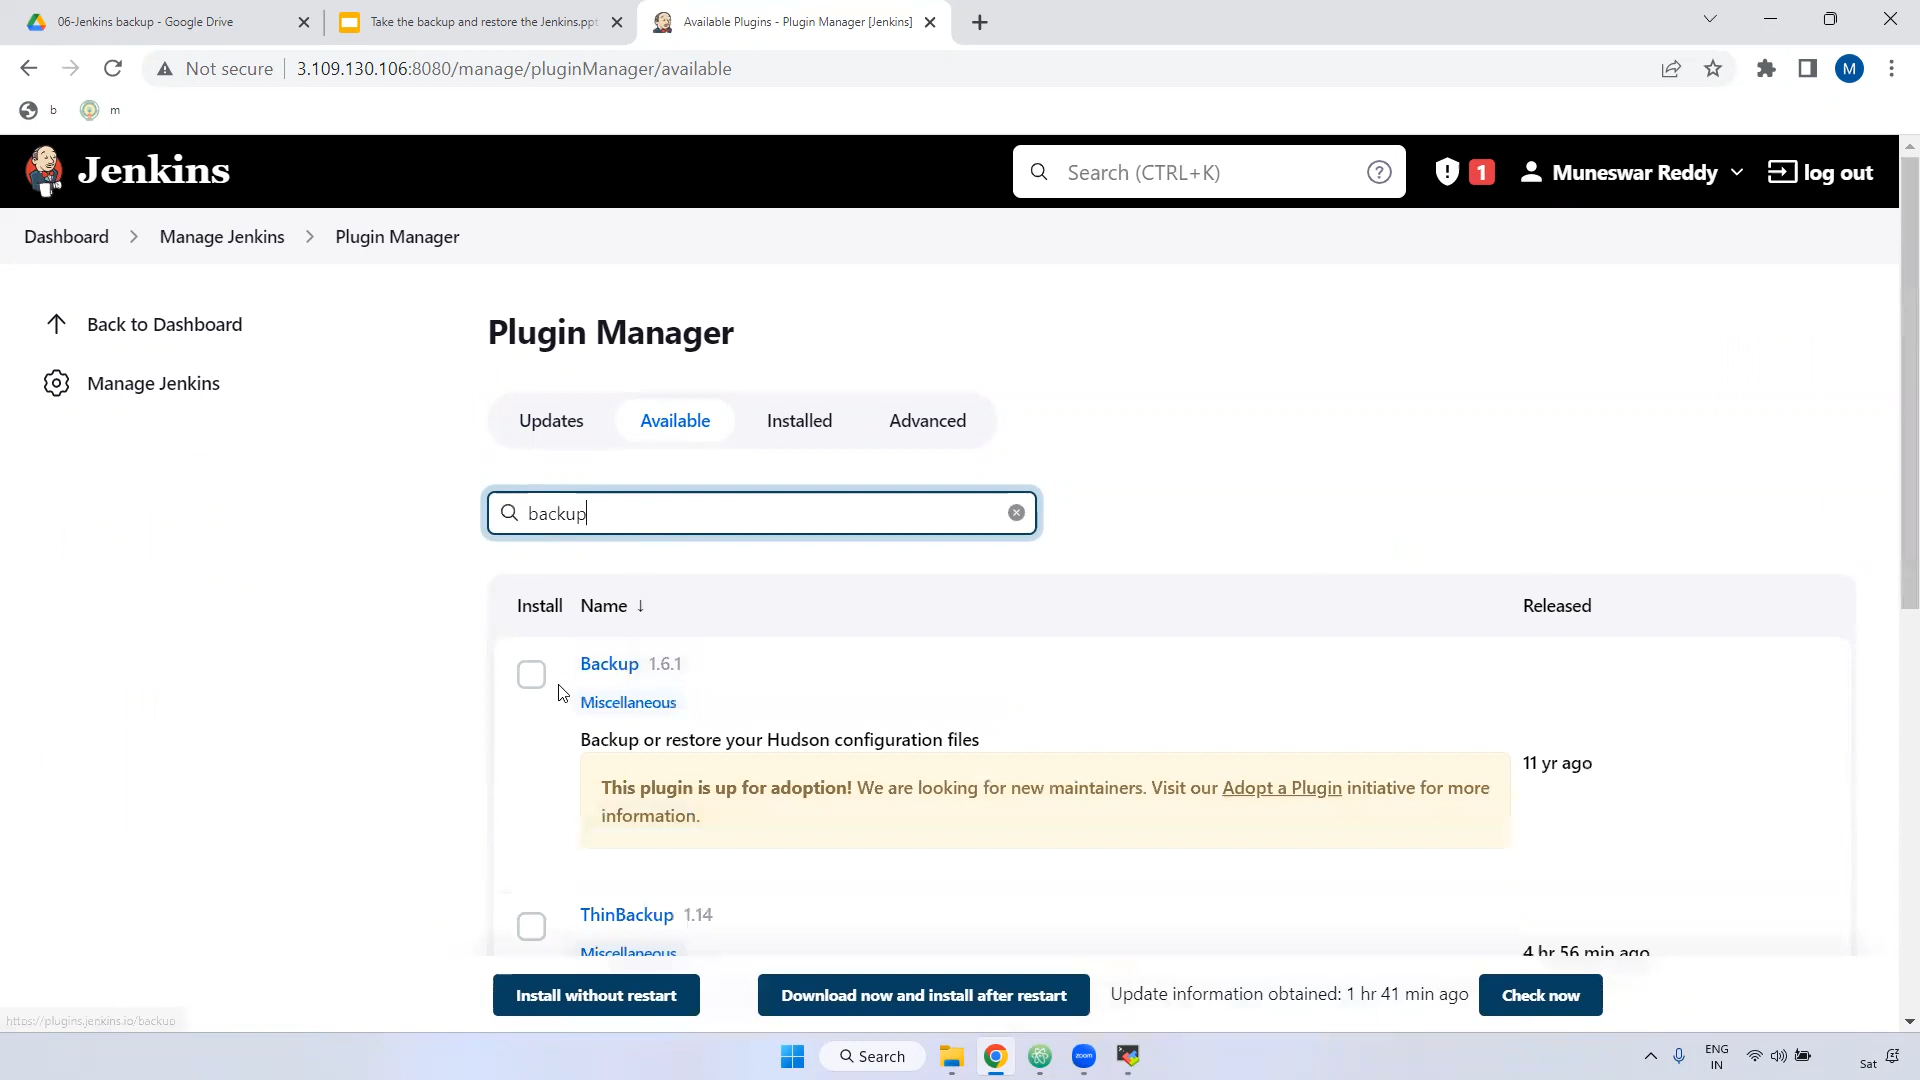 06-Jenkins backup - Google Drive
Take the backup and restore the Jenkins.ppt
Available Plugins - Plugin Manager [Jenkins]
Not secure
3.109.130.106:8080/manage/pluginManager/available
M
b
m
Jenkins
Search (CTRL+K)
1
Muneswar Reddy
log out
Dashboard
Manage Jenkins
Plugin Manager
Back to Dashboard
Manage Jenkins
Plugin Manager
Updates
Available
Installed
Advanced
backup
Install
Name ↓
Released
Backup 1.6.1
Miscellaneous
Backup or restore your Hudson configuration files
This plugin is up for adoption! We are looking for new maintainers. Visit our Adopt a Plugin initiative for more
information.
11 yr ago
ThinBackup 1.14
Miscellaneous
4 hr 56 min ago
Install without restart
Download now and install after restart
Update information obtained: 1 hr 41 min ago
Check now
https://plugins.jenkins.io/backup
Search
zoom
ENG
IN
Sat